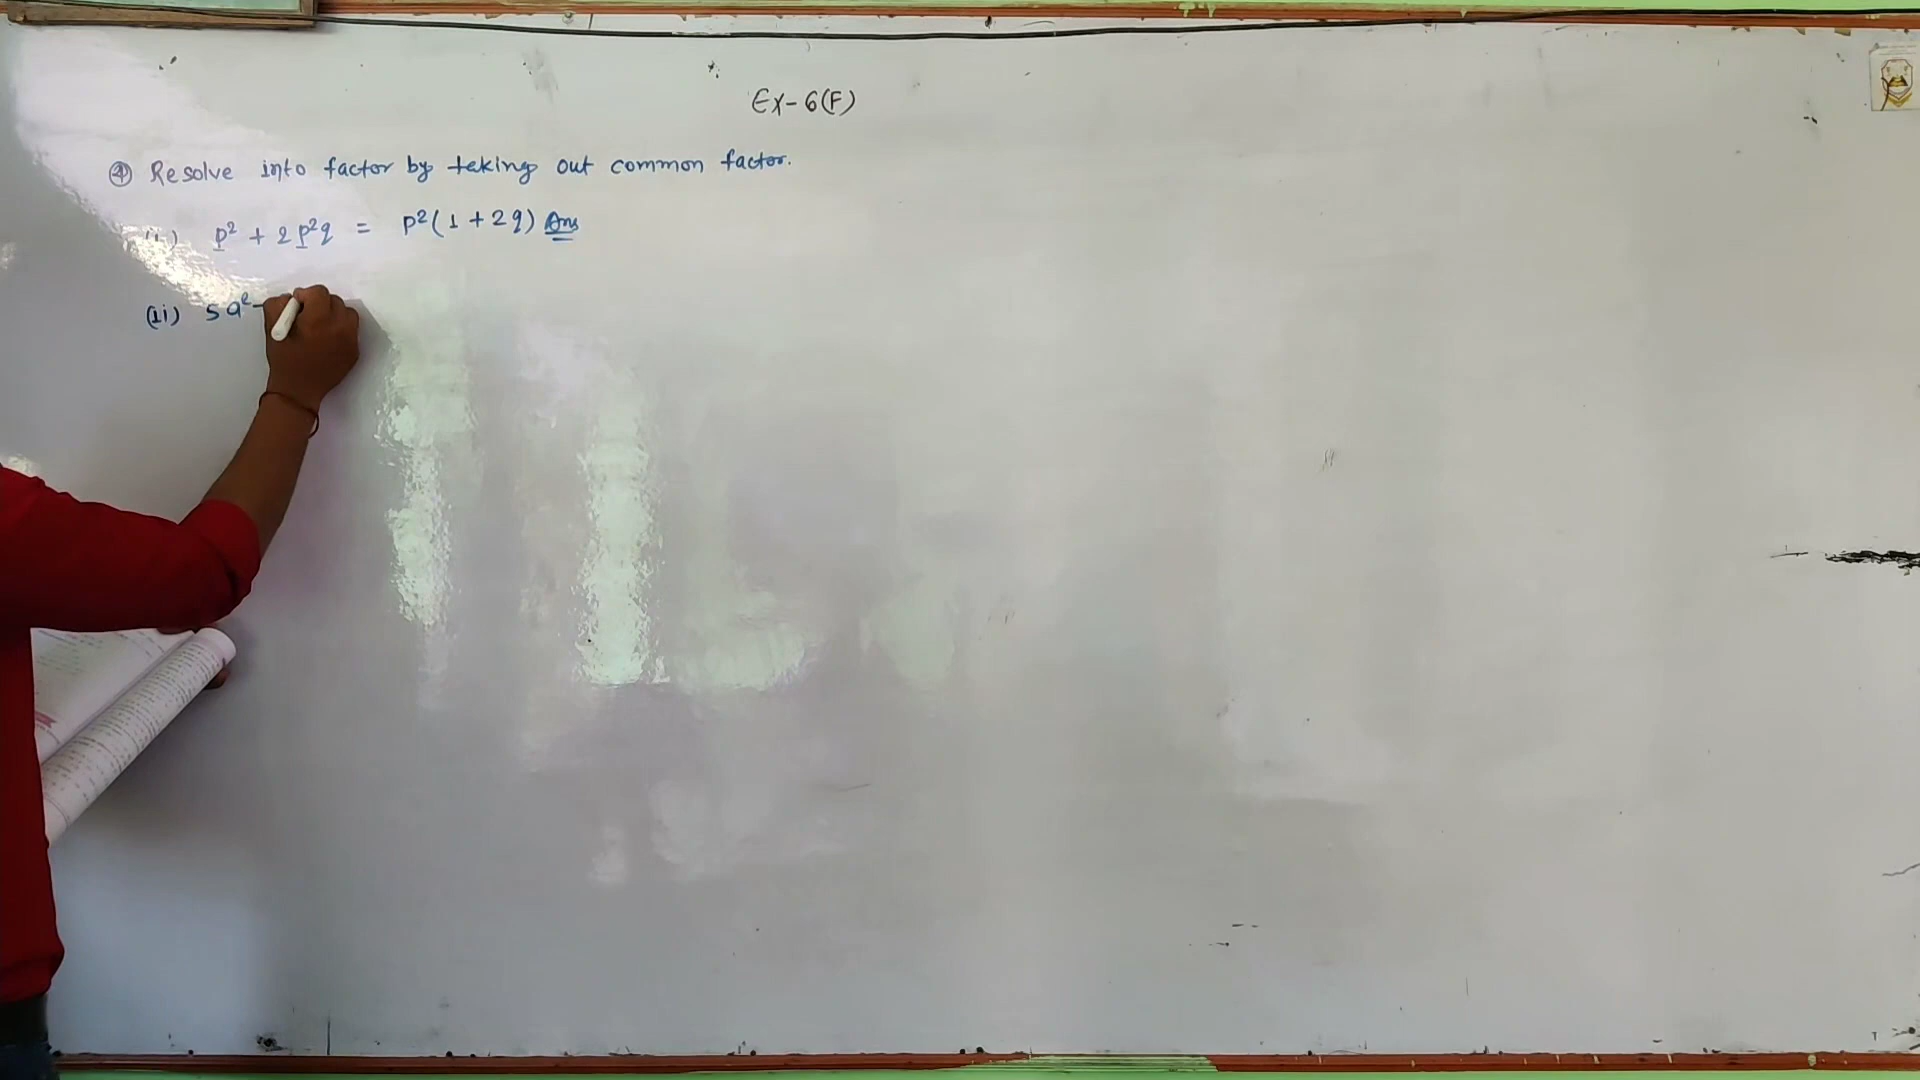 Ex-6(F)
④ Resolve into factor by taking out common factor.
(i) p² + 2p²q = p²(1 + 2q) Ans
(ii) 5a² -